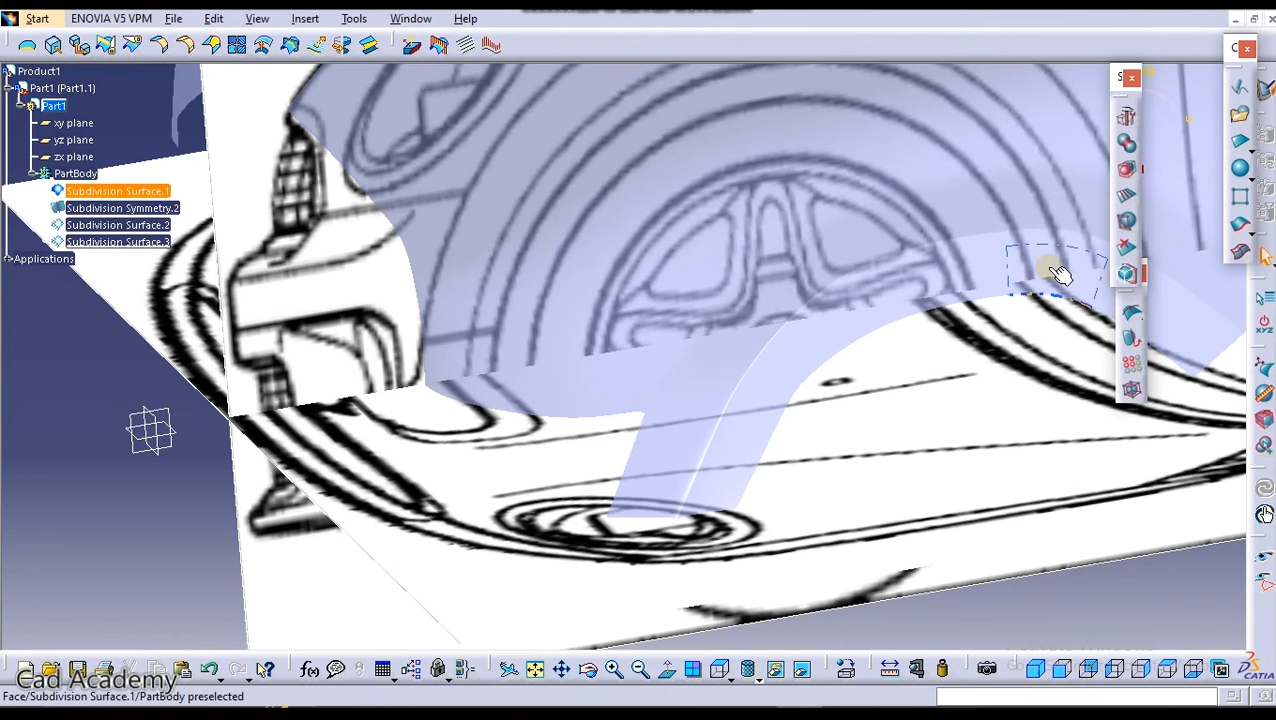 Start ENOVIA V5 VPM File Edit View Insert Tools Window Help
Product1
Part1 (Part1.1)
Part1
xy plane
yz plane
zx plane
PartBody
Subdivision Surface.1
Subdivision Symmetry.2
Subdivision Surface.2
Subdivision Surface.3
Applications
S
C
f(x)
XYZ
Cad Academy
CATIA
Face/Subdivision Surface.1/PartBody preselected